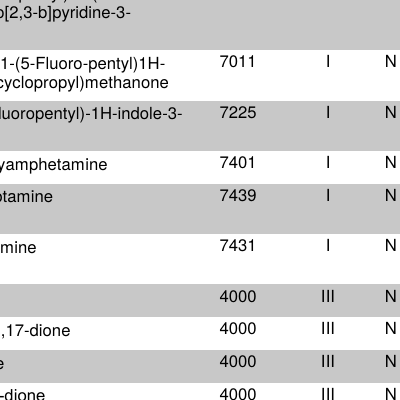 o[2,3-b]pyridine-3-
1-(5-Fluoro-pentyl)1H- 7011 I N
cyclopropyl)methanone
luoropentyl)-1H-indole-3- 7225 I N
yamphetamine 7401 I N
ptamine 7439 I N
mine 7431 I N
4000 III N
,17-dione 4000 III N
e 4000 III N
-dione 4000 III N